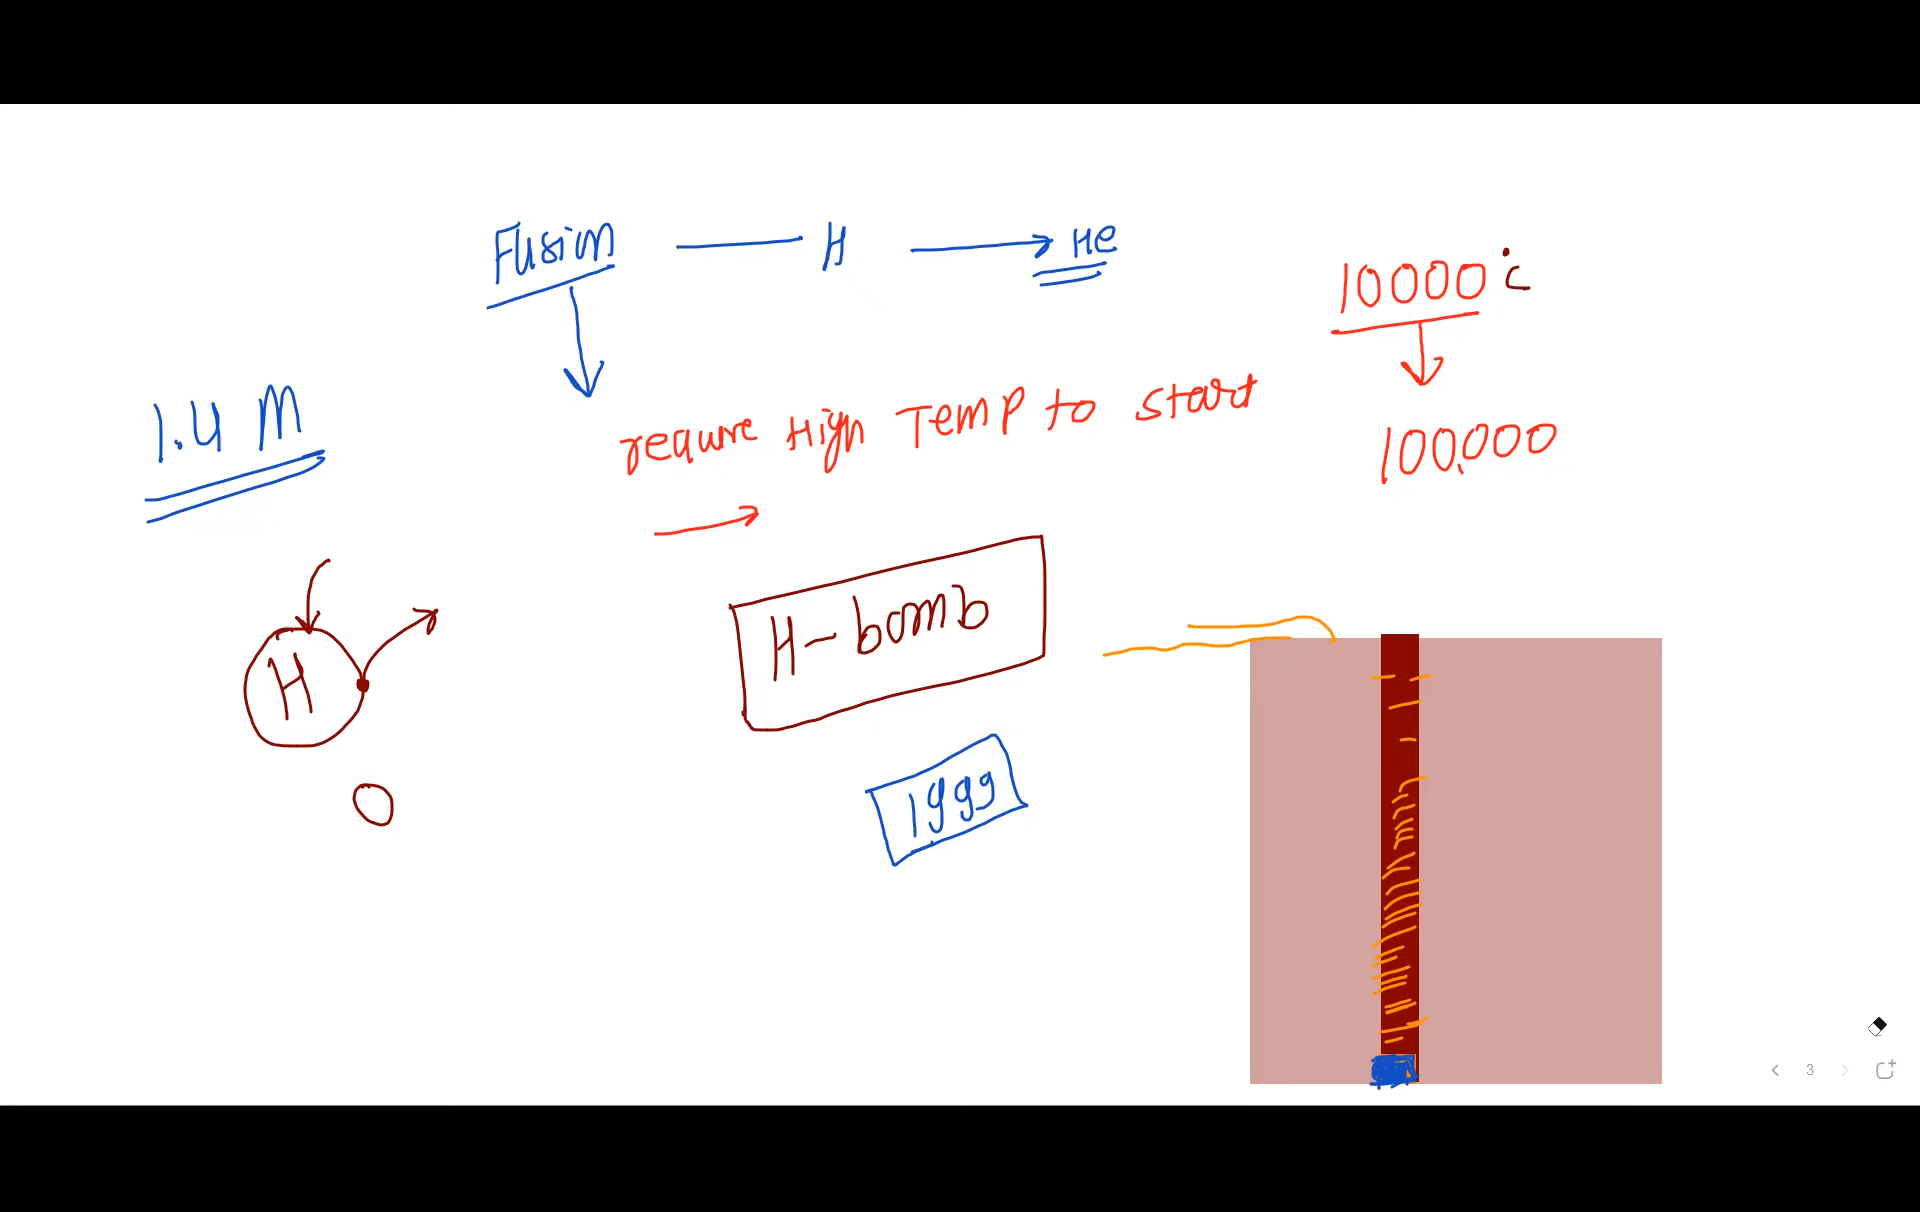 Fusion — H → He
10000 °C
100,000
require High Temp to start
1.4 M
H-bomb
H
1999
3